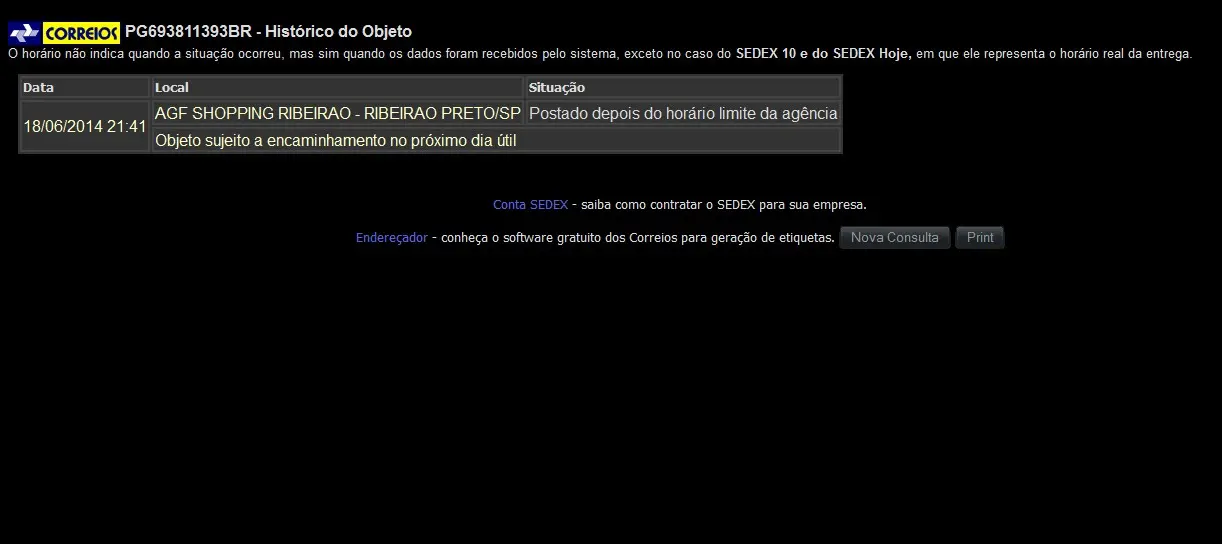 CORREIOS PG693811393BR - Histórico do Objeto
O horário não indica quando a situação ocorreu, mas sim quando os dados foram recebidos pelo sistema, exceto no caso do SEDEX 10 e do SEDEX Hoje, em que ele representa o horário real da entrega.
Data Local Situação
18/06/2014 21:41 AGF SHOPPING RIBEIRAO - RIBEIRAO PRETO/SP Postado depois do horário limite da agência
Objeto sujeito a encaminhamento no próximo dia útil
Conta SEDEX - saiba como contratar o SEDEX para sua empresa.
Endereçador - conheça o software gratuito dos Correios para geração de etiquetas. Nova Consulta Print